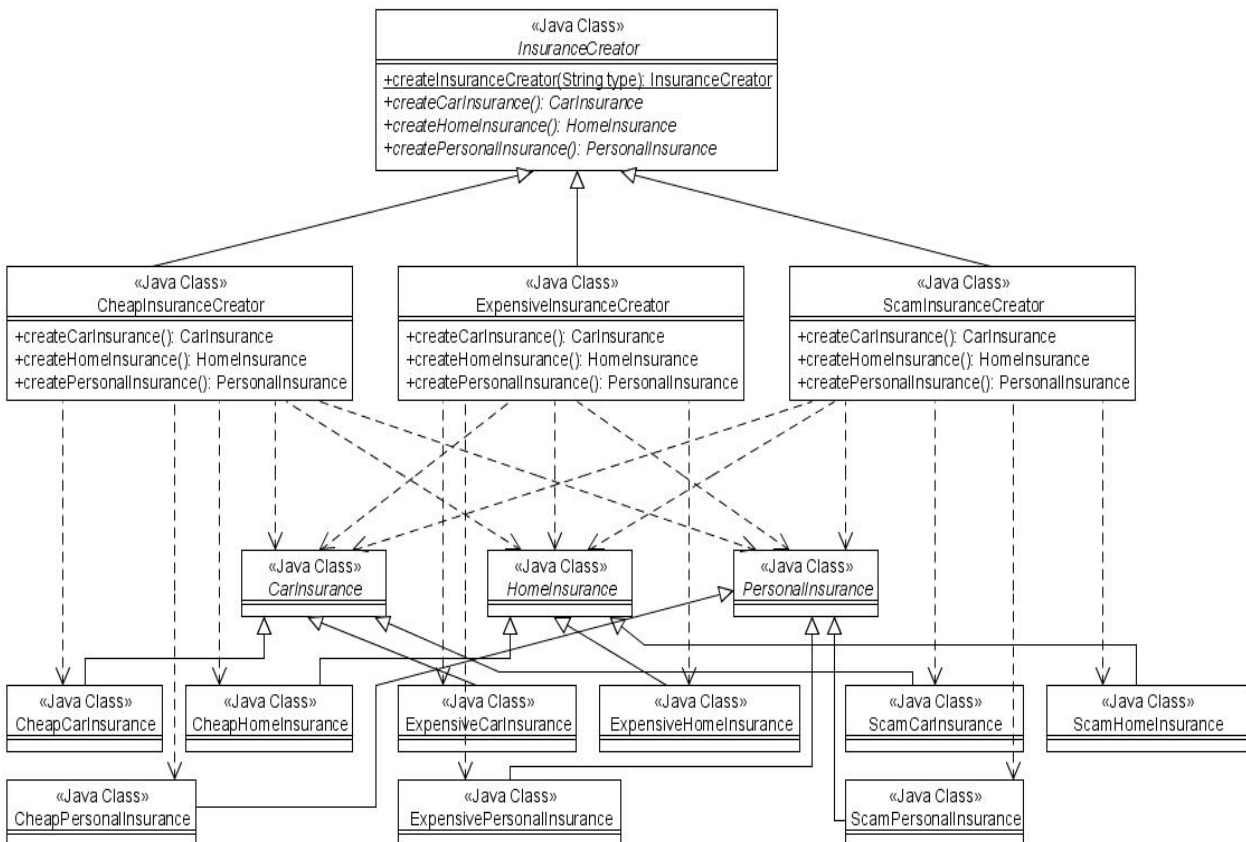 «Java Class»
InsuranceCreator
+createInsuranceCreator(String type): InsuranceCreator
+createCarInsurance(): CarInsurance
+createHomeInsurance(): HomeInsurance
+createPersonalInsurance(): PersonalInsurance
«Java Class»
CheapInsuranceCreator
+createCarInsurance(): CarInsurance
+createHomeInsurance(): HomeInsurance
+createPersonalInsurance(): PersonalInsurance
«Java Class»
ExpensiveInsuranceCreator
+createCarInsurance(): CarInsurance
+createHomeInsurance(): HomeInsurance
+createPersonalInsurance(): PersonalInsurance
«Java Class»
ScamInsuranceCreator
+createCarInsurance(): CarInsurance
+createHomeInsurance(): HomeInsurance
+createPersonalInsurance(): PersonalInsurance
«Java Class»
CarInsurance
«Java Class»
HomeInsurance
«Java Class»
PersonalInsurance
«Java Class»
CheapCarInsurance
«Java Class»
CheapHomeInsurance
«Java Class»
ExpensiveCarInsurance
«Java Class»
ExpensiveHomeInsurance
«Java Class»
ScamCarInsurance
«Java Class»
ScamHomeInsurance
«Java Class»
CheapPersonalInsurance
«Java Class»
ExpensivePersonalInsurance
«Java Class»
ScamPersonalInsurance